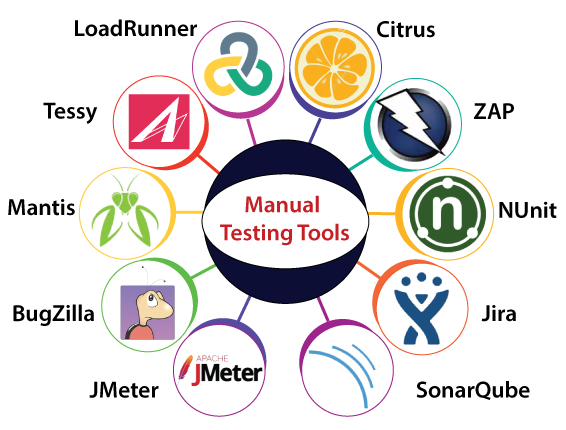 LoadRunner
Citrus
Tessy
ZAP
Mantis
Manual
Testing Tools
n
NUnit
BugZilla
Jira
APACHE
JMeter
JMeter
SonarQube